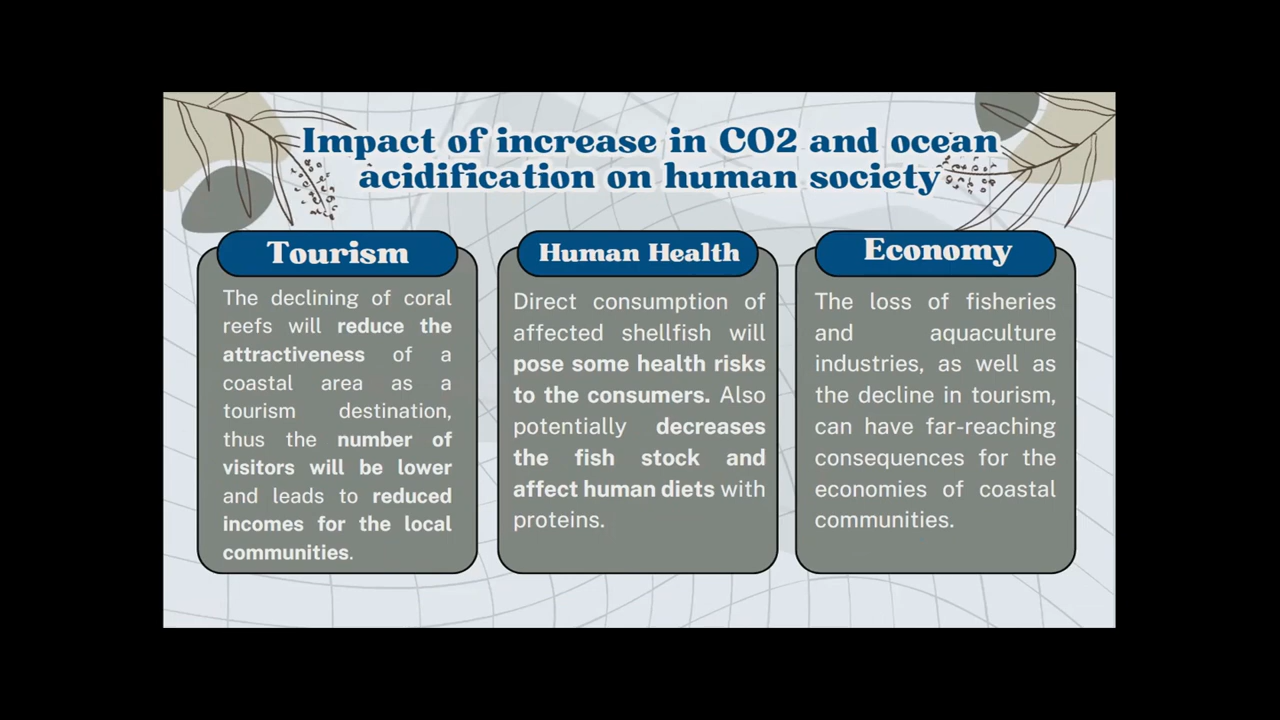 Impact of increase in CO2 and ocean
acidification on human society
Tourism
The declining of coral
reefs will reduce the
attractiveness of a
coastal area as a
tourism destination,
thus the number of
visitors will be lower
and leads to reduced
incomes for the local
communities.
Human Health
Direct consumption of
affected shellfish will
pose some health risks
to the consumers. Also
potentially decreases
the fish stock and
affect human diets with
proteins.
Economy
The loss of fisheries
and aquaculture
industries, as well as
the decline in tourism,
can have far-reaching
consequences for the
economies of coastal
communities.